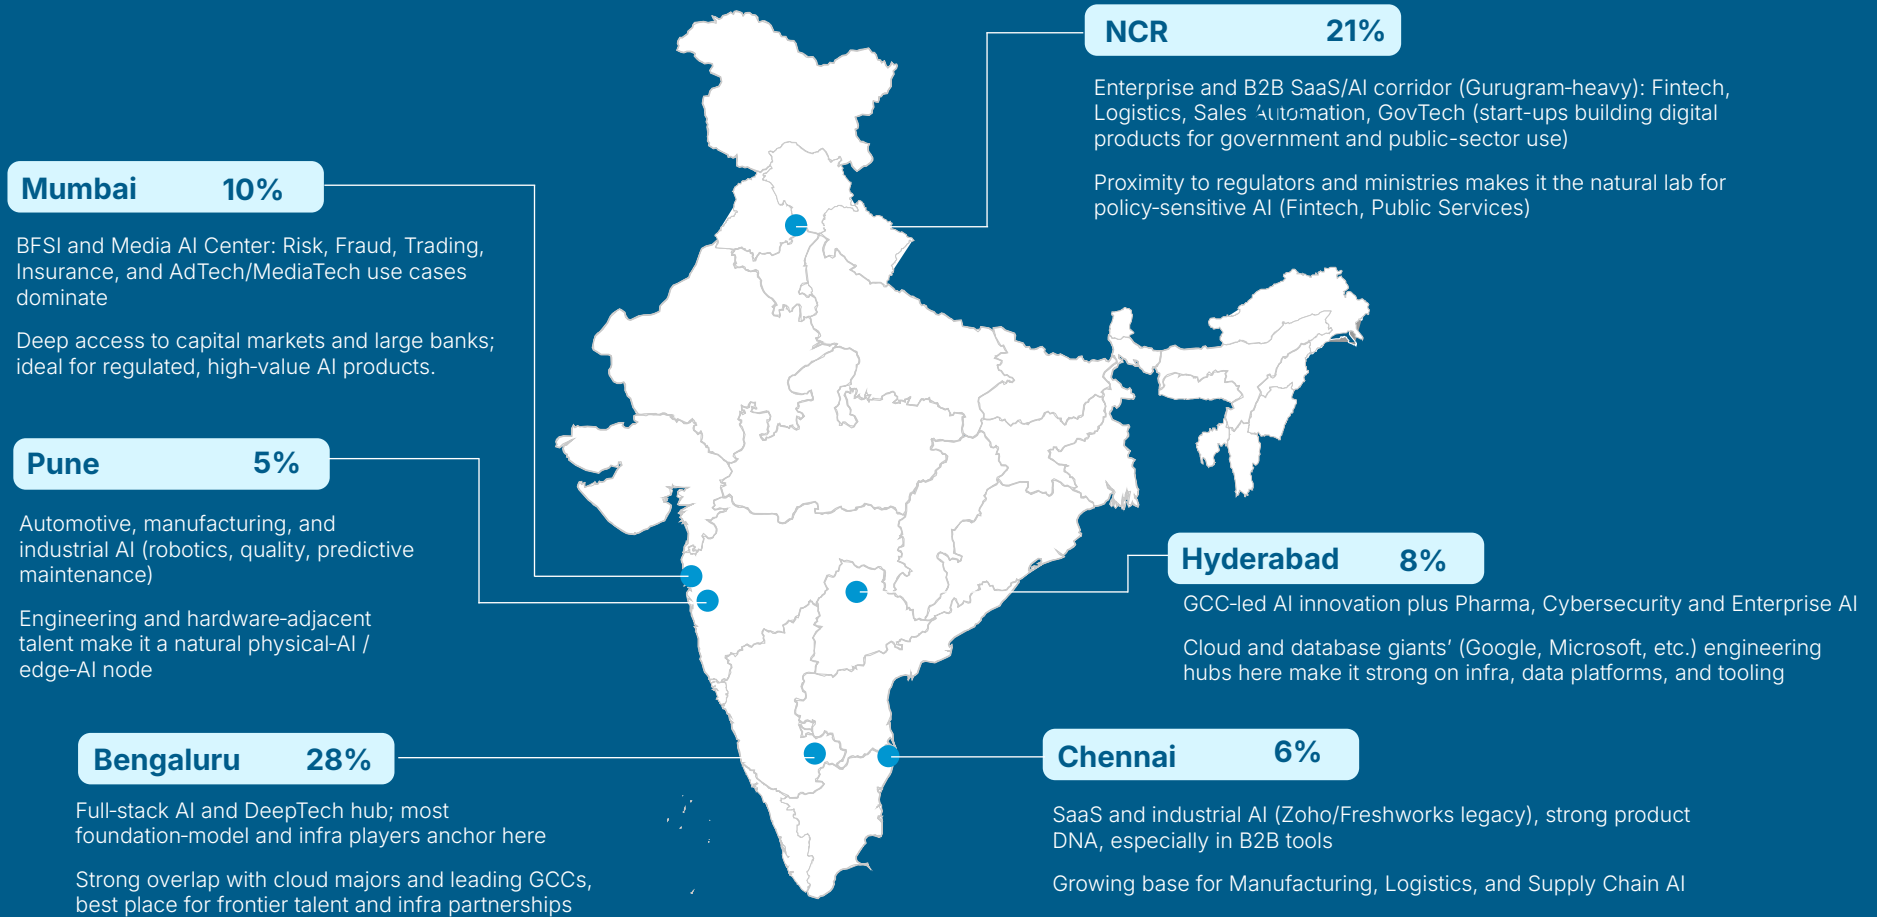 NCR 21%
Enterprise and B2B SaaS/AI corridor (Gurugram-heavy): Fintech,
Logistics, Sales Automation, GovTech (start-ups building digital
products for government and public-sector use)
Proximity to regulators and ministries makes it the natural lab for
policy-sensitive AI (Fintech, Public Services)
Mumbai 10%
BFSI and Media AI Center: Risk, Fraud, Trading,
Insurance, and AdTech/MediaTech use cases
dominate
Deep access to capital markets and large banks;
ideal for regulated, high-value AI products.
Pune 5%
Automotive, manufacturing, and
industrial AI (robotics, quality, predictive
maintenance)
Engineering and hardware-adjacent
talent make it a natural physical-AI /
edge-AI node
Hyderabad 8%
GCC-led AI innovation plus Pharma, Cybersecurity and Enterprise AI
Cloud and database giants’ (Google, Microsoft, etc.) engineering
hubs here make it strong on infra, data platforms, and tooling
Bengaluru 28%
Full-stack AI and DeepTech hub; most
foundation-model and infra players anchor here
Strong overlap with cloud majors and leading GCCs,
best place for frontier talent and infra partnerships
Chennai 6%
SaaS and industrial AI (Zoho/Freshworks legacy), strong product
DNA, especially in B2B tools
Growing base for Manufacturing, Logistics, and Supply Chain AI